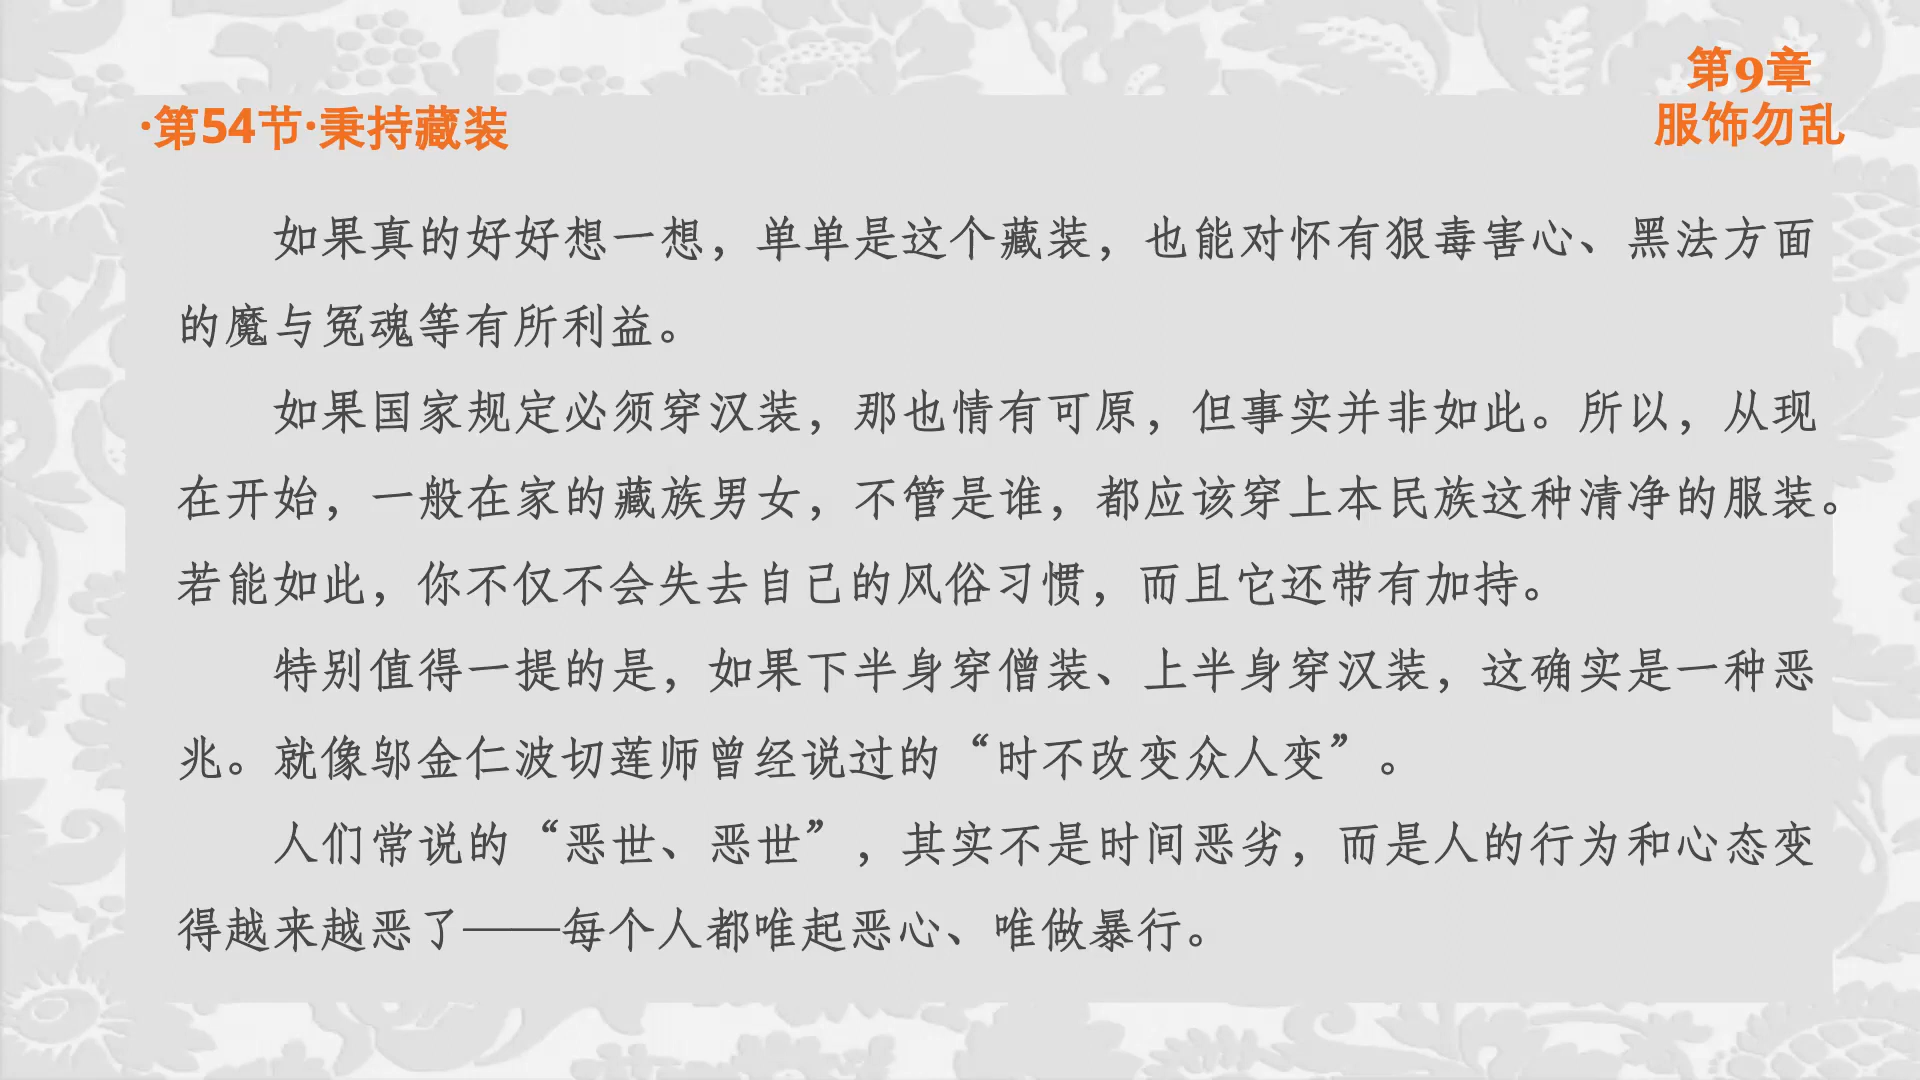 第9章
服饰勿乱
·第54节·秉持藏装
如果真的好好想一想，单单是这个藏装，也能对怀有狠毒害心、黑法方面
的魔与冤魂等有所利益。
如果国家规定必须穿汉装，那也情有可原，但事实并非如此。所以，从现
在开始，一般在家的藏族男女，不管是谁，都应该穿上本民族这种清净的服装。
若能如此，你不仅不会失去自己的风俗习惯，而且它还带有加持。
特别值得一提的是，如果下半身穿僧装、上半身穿汉装，这确实是一种恶
兆。就像邬金仁波切莲师曾经说过的“时不改变众人变”。
人们常说的“恶世、恶世”，其实不是时间恶劣，而是人的行为和心态变
得越来越恶了——每个人都唯起恶心、唯做暴行。